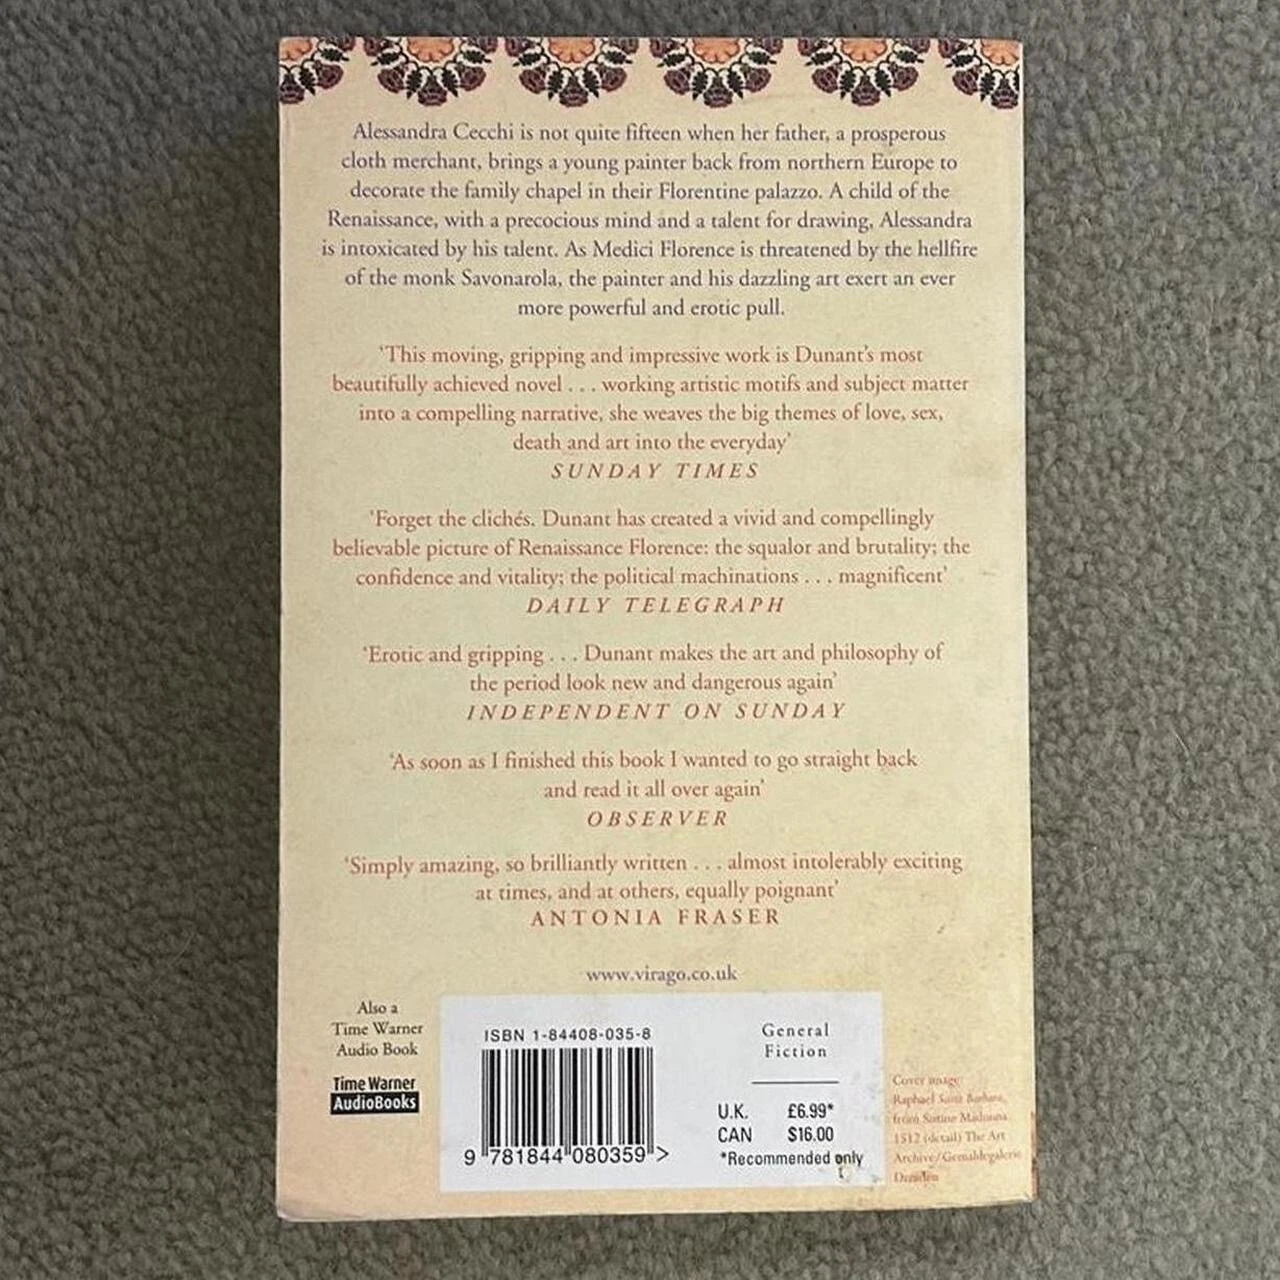 Alessandra Cecchi is not quite fifteen when her father, a prosperous
cloth merchant, brings a young painter back from northern Europe to
decorate the family chapel in their Florentine palazzo. A child of the
Renaissance, with a precocious mind and a talent for drawing, Alessandra
is intoxicated by his talent. As Medici Florence is threatened by the hellfire
of the monk Savonarola, the painter and his dazzling art exert an ever
more powerful and erotic pull.
‘This moving, gripping and impressive work is Dunant’s most
beautifully achieved novel . . . working artistic motifs and subject matter
into a compelling narrative, she weaves the big themes of love, sex,
death and art into the everyday’
SUNDAY TIMES
‘Forget the clichés. Dunant has created a vivid and compellingly
believable picture of Renaissance Florence: the squalor and brutality; the
confidence and vitality; the political machinations . . . magnificent’
DAILY TELEGRAPH
‘Erotic and gripping . . . Dunant makes the art and philosophy of
the period look new and dangerous again’
INDEPENDENT ON SUNDAY
‘As soon as I finished this book I wanted to go straight back
and read it all over again’
OBSERVER
‘Simply amazing, so brilliantly written . . . almost intolerably exciting
at times, and at others, equally poignant’
ANTONIA FRASER
www.virago.co.uk
Also a
Time Warner
Audio Book
Time Warner
AudioBooks
ISBN 1-84408-035-8
9 781844 080359 >
General
Fiction
U.K. £6.99*
CAN $16.00
*Recommended only
Cover image:
Raphael Saint Barbara,
from Sistine Madonna
1512 (detail) The Art
Archive/Gemaldegalerie
Dresden